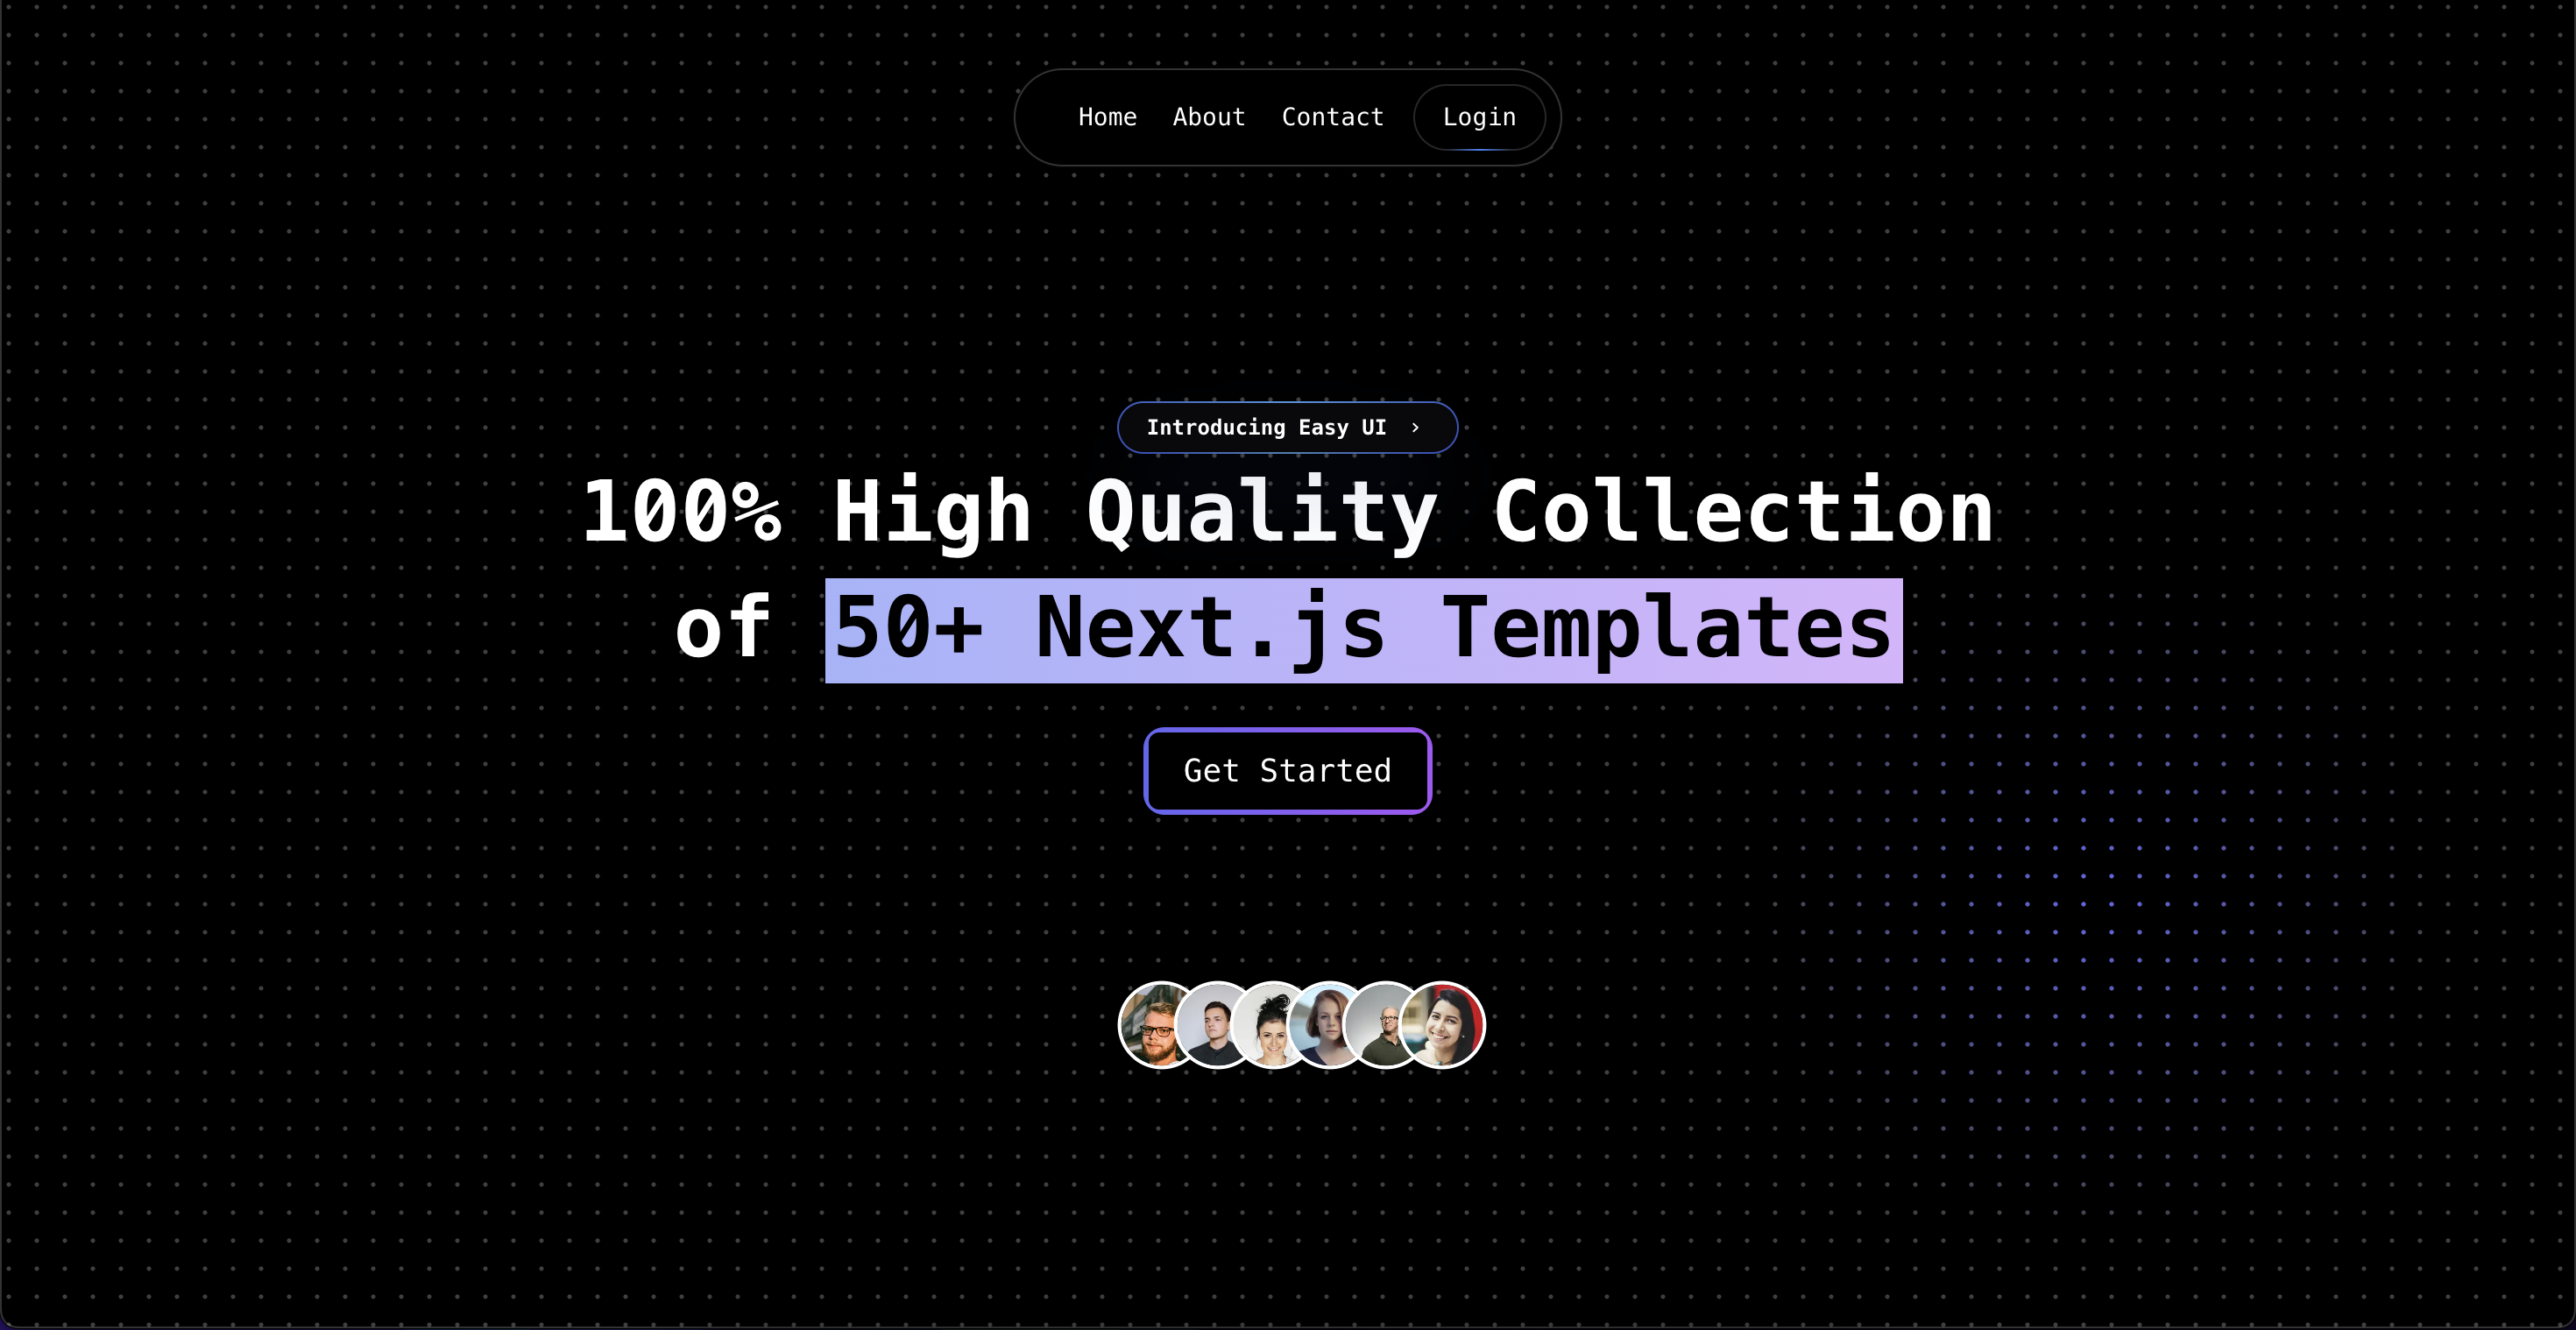 Home About Contact Login
Introducing Easy UI
100% High Quality Collection
of 50+ Next.js Templates
Get Started